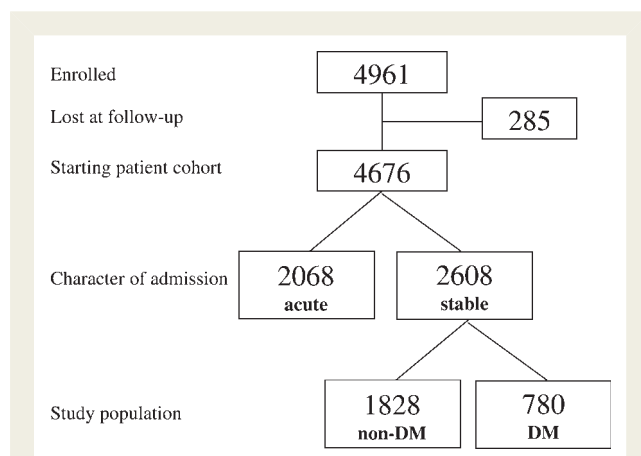 Enrolled
4961
Lost at follow-up
285
Starting patient cohort
4676
Character of admission
2068
acute
2608
stable
Study population
1828
non-DM
780
DM